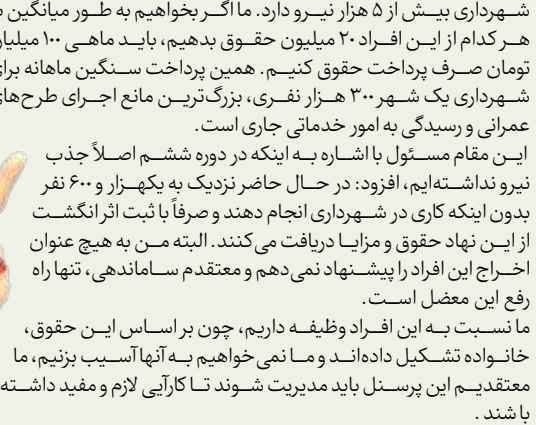 شهرداری بیش از ۵ هزار نیرو دارد. ما اگر بخواهیم به طور میانگین
هر کدام از این افراد ۲۰ میلیون حقوق بدهیم، باید ماهی ۱۰۰ میلیارد
تومان صرف پرداخت حقوق کنیم. همین پرداخت سنگین ماهانه برای
شهرداری یک شهر ۳۰۰ هزار نفری، بزرگ‌ترین مانع اجرای طرح‌های
عمرانی و رسیدگی به امور خدماتی جاری است.
این مقام مسئول با اشاره به اینکه در دوره ششم اصلاً جذب
نیرو نداشته‌ایم، افزود: در حال حاضر نزدیک به یکهزار و ۶۰۰ نفر
بدون اینکه کاری در شهرداری انجام دهند و صرفاً با ثبت اثر انگشت
از این نهاد حقوق و مزایا دریافت می‌کنند. البته من به هیچ عنوان
اخراج این افراد را پیشنهاد نمی‌دهم و معتقدم ساماندهی، تنها راه
رفع این معضل است.
ما نسبت به این افراد وظیفه داریم، چون بر اساس این حقوق،
خانواده تشکیل داده‌اند و ما نمی‌خواهیم به آنها آسیب بزنیم، ما
معتقدیم این پرسنل باید مدیریت شوند تا کارآیی لازم و مفید داشته
باشند .